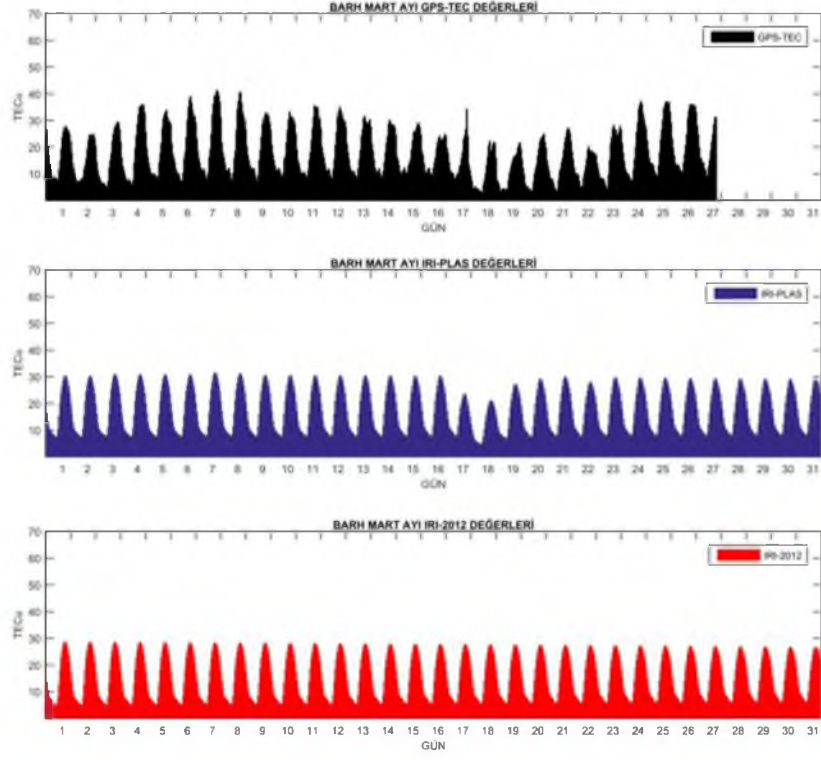 BARH MART AYI GPS-TEC DEĞERLERİ
70
60
50
40
30
20
10
TECu
GPS-TEC
1 2 3 4 5 6 7 8 9 10 11 12 13 14 15 16 17 18 19 20 21 22 23 24 25 26 27 28 29 30 31
GÜN
BARH MART AYI IRI-PLAS DEĞERLERİ
70
60
50
40
30
20
10
TECu
IRI-PLAS
1 2 3 4 5 6 7 8 9 10 11 12 13 14 15 16 17 18 19 20 21 22 23 24 25 26 27 28 29 30 31
GÜN
BARH MART AYI IRI-2012 DEĞERLERİ
70
60
50
40
30
20
10
TECu
IRI-2012
1 2 3 4 5 6 7 8 9 10 11 12 13 14 15 16 17 18 19 20 21 22 23 24 25 26 27 28 29 30 31
GÜN